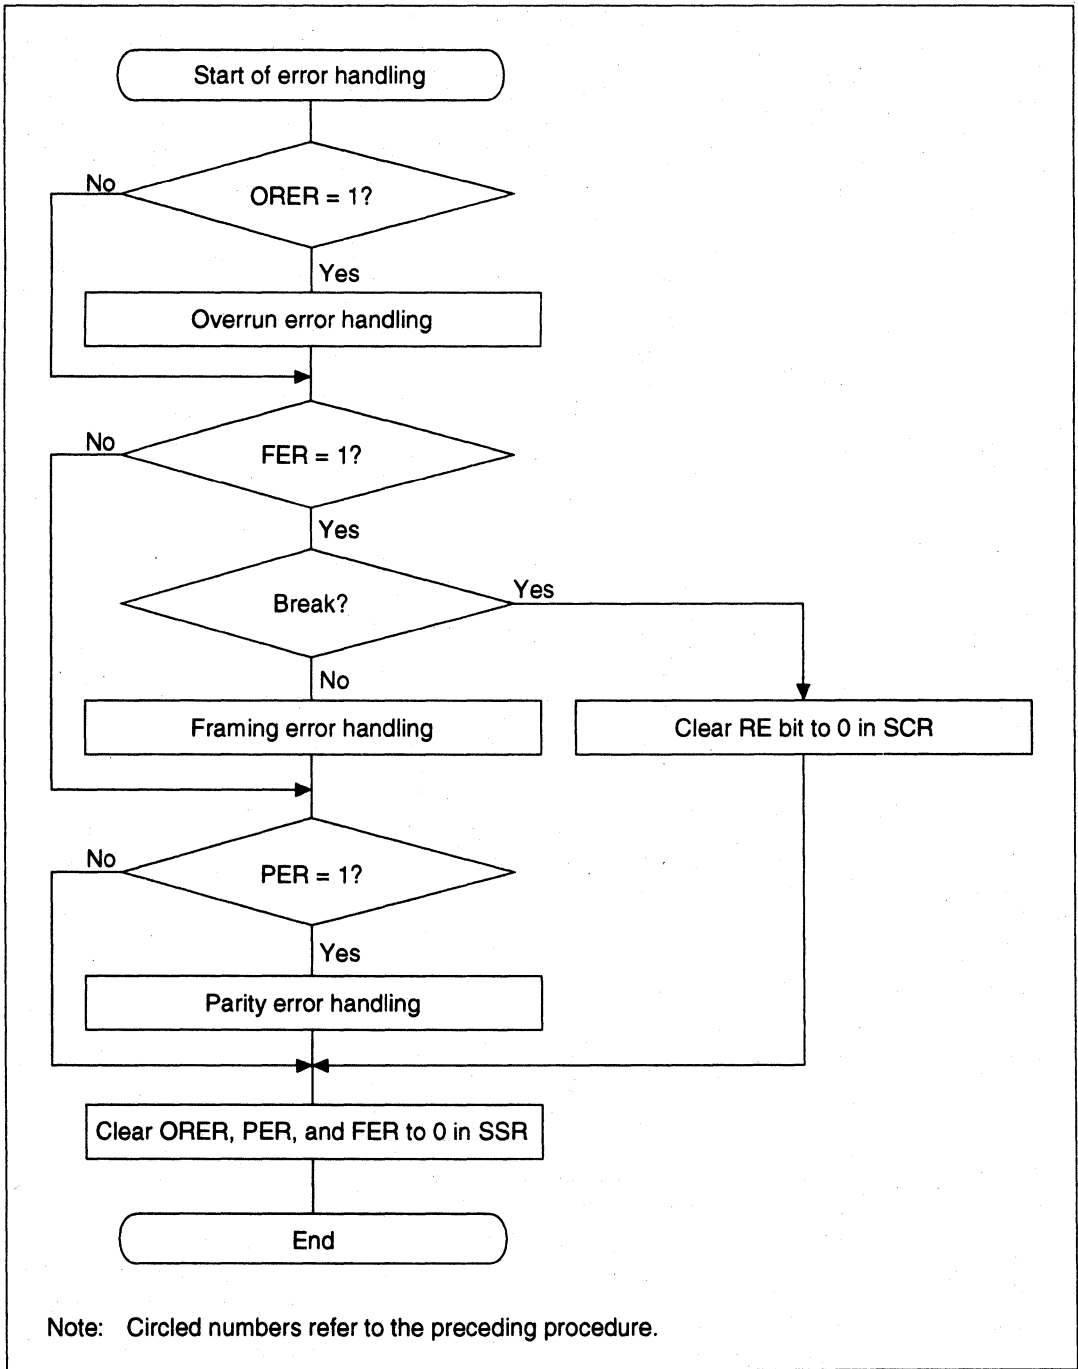 Start of error handling
No
ORER = 1?
Yes
Overrun error handling
No
FER = 1?
Yes
Break?
Yes
No
Framing error handling
Clear RE bit to 0 in SCR
No
PER = 1?
Yes
Parity error handling
Clear ORER, PER, and FER to 0 in SSR
End
Note: Circled numbers refer to the preceding procedure.